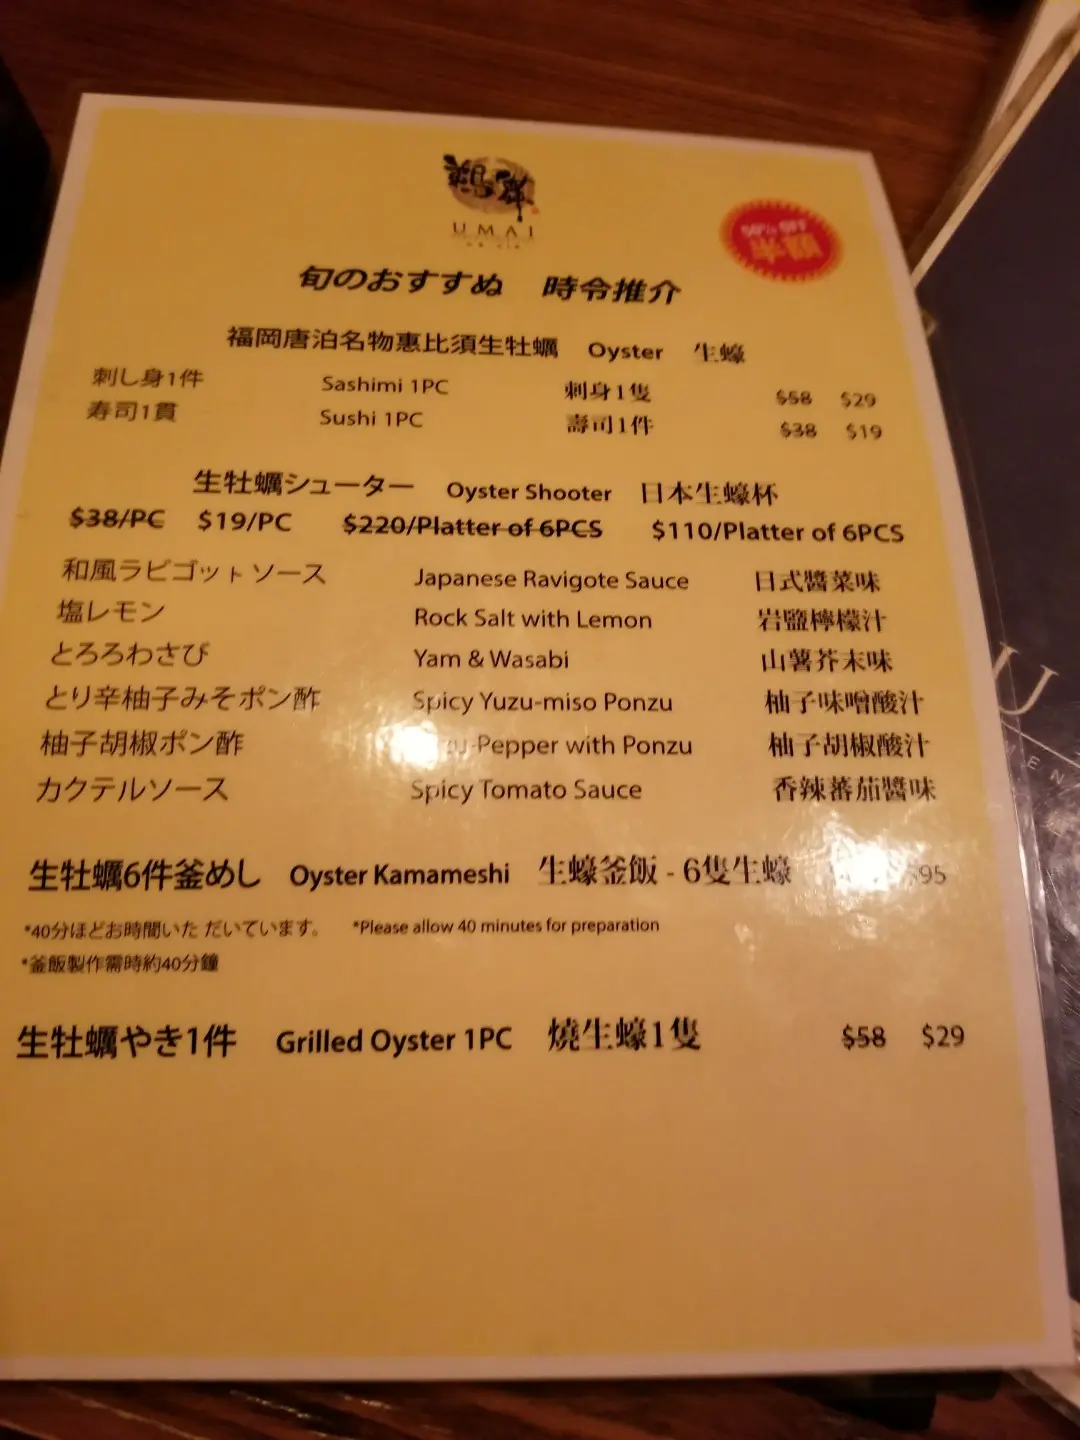 UMAI
50% OFF
旬のおすすぬ 時令推介
福岡唐泊名物惠比須生牡蠣 Oyster 生蠔
刺し身1件 Sashimi 1PC 刺身1隻 $58 $29
寿司1貫 Sushi 1PC 壽司1件 $38 $19
生牡蠣シューター Oyster Shooter 日本生蠔杯
$38/PC $19/PC $220/Platter of 6PCS $110/Platter of 6PCS
和風ラビゴットソース Japanese Ravigote Sauce 日式醬菜味
塩レモン Rock Salt with Lemon 岩鹽檸檬汁
とろろわさび Yam & Wasabi 山薯芥末味
とり辛柚子みそポン酢 Spicy Yuzu-miso Ponzu 柚子味噌酸汁
柚子胡椒ポン酢 with Ponzu 柚子胡椒酸汁
カクテルソース Spicy Tomato Sauce 香辣蕃茄醬味
生牡蠣6件釜めし Oyster Kamameshi 生蠔釜飯 - 6隻生蠔
*40分ほどお時間いた だいています。 *Please allow 40 minutes for preparation
*釜飯製作需時約40分鐘
生牡蠣やき1件 Grilled Oyster 1PC 燒生蠔1隻 $58 $29